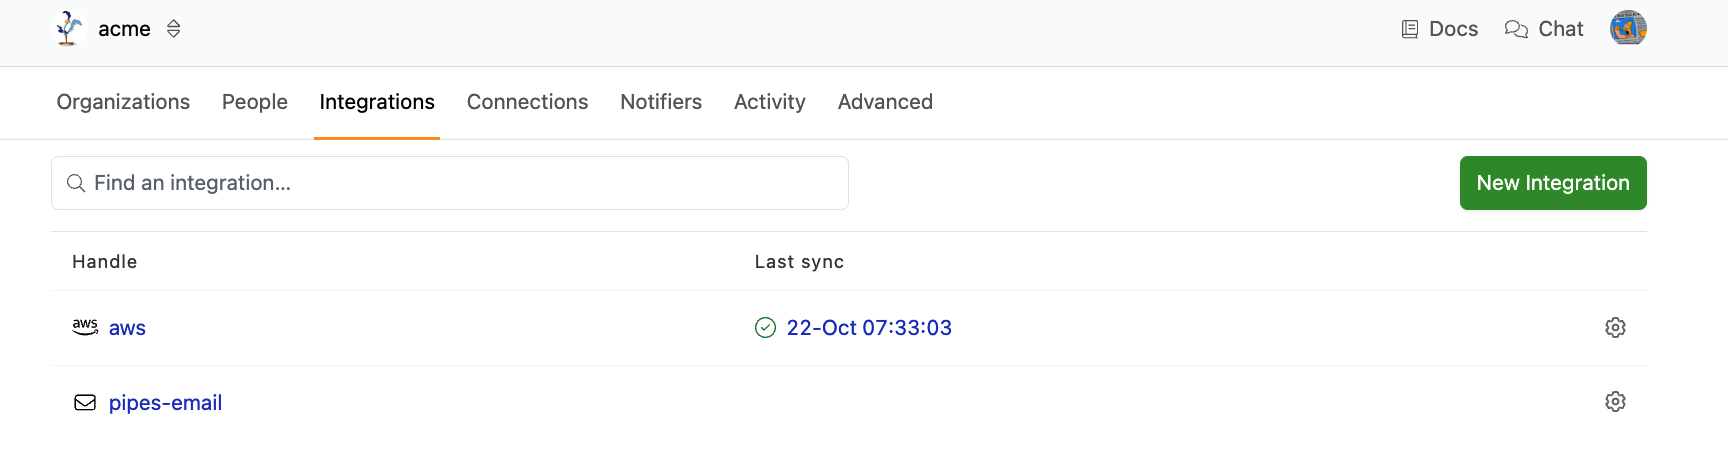 acme Docs Chat
Organizations People Integrations Connections Notifiers Activity Advanced
Find an integration... New Integration
Handle Last sync
aws aws 22-Oct 07:33:03
pipes-email